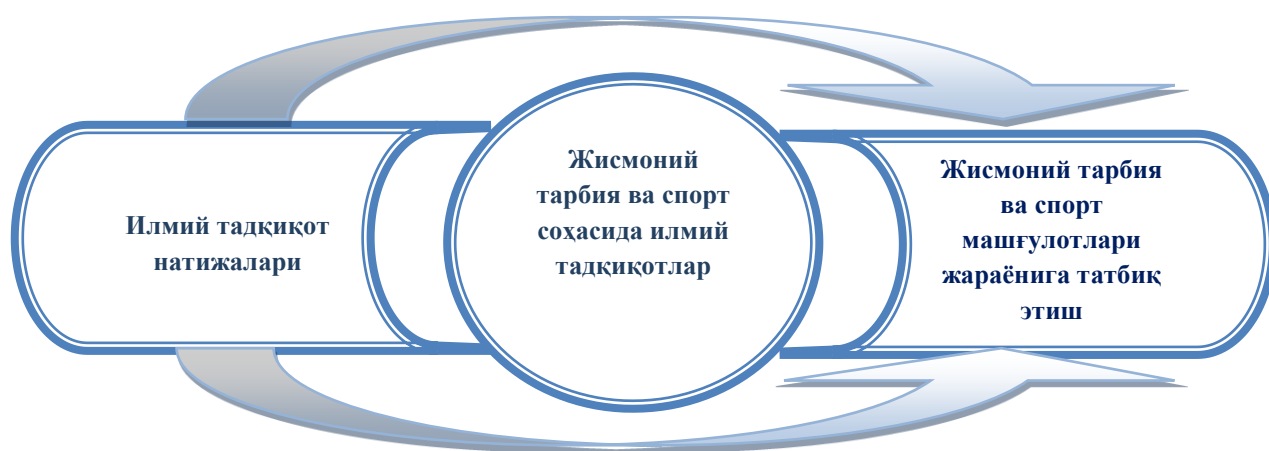 Илмий тадқиқот
натижалари
Жисмоний
тарбия ва спорт
соҳасида илмий
тадқиқотлар
Жисмоний тарбия
ва спорт
машғулотлари
жараёнига татбиқ
этиш